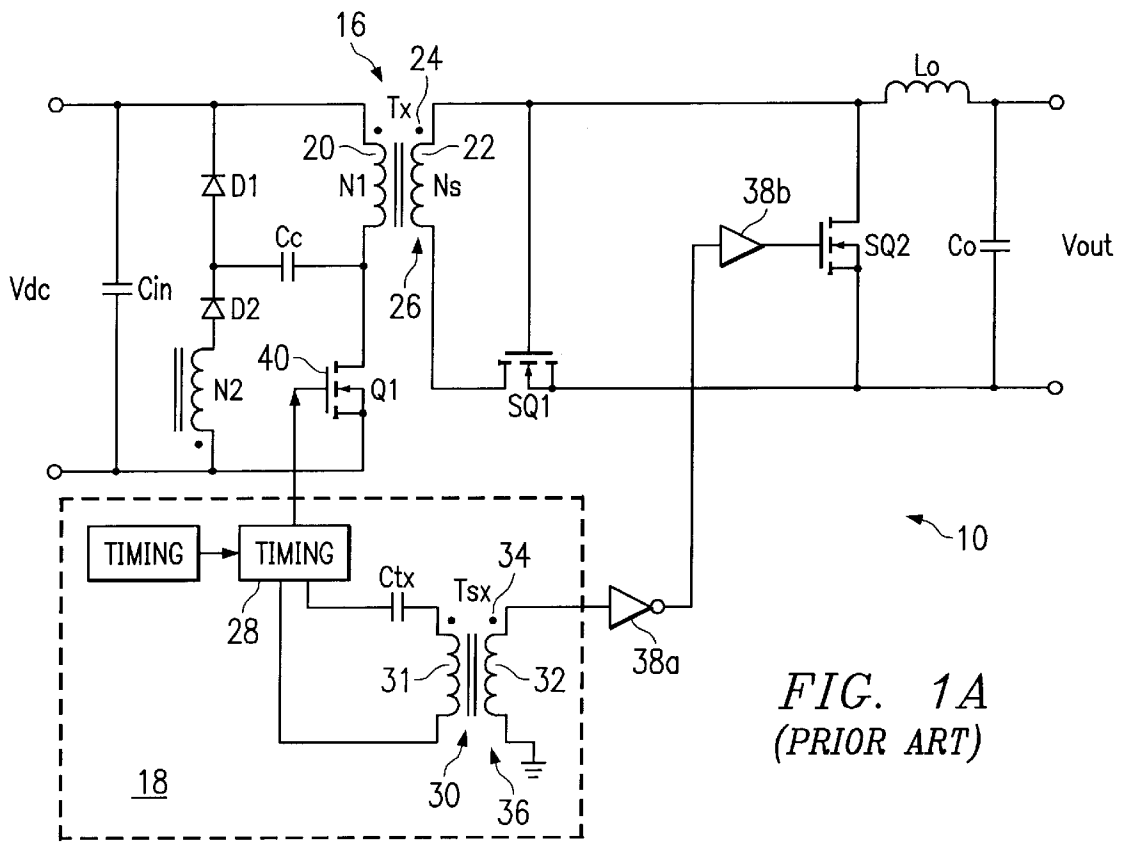 16
24
Lo
Tx
20
22
N1
Ns
D1
38b
Cc
SQ2
Co
Vout
Vdc
Cin
D2
26
40
N2
Q1
SQ1
10
TIMING
TIMING
Ctx
Tsx
34
28
31
32
38a
FIG. 1A
(PRIOR ART)
18
30
36